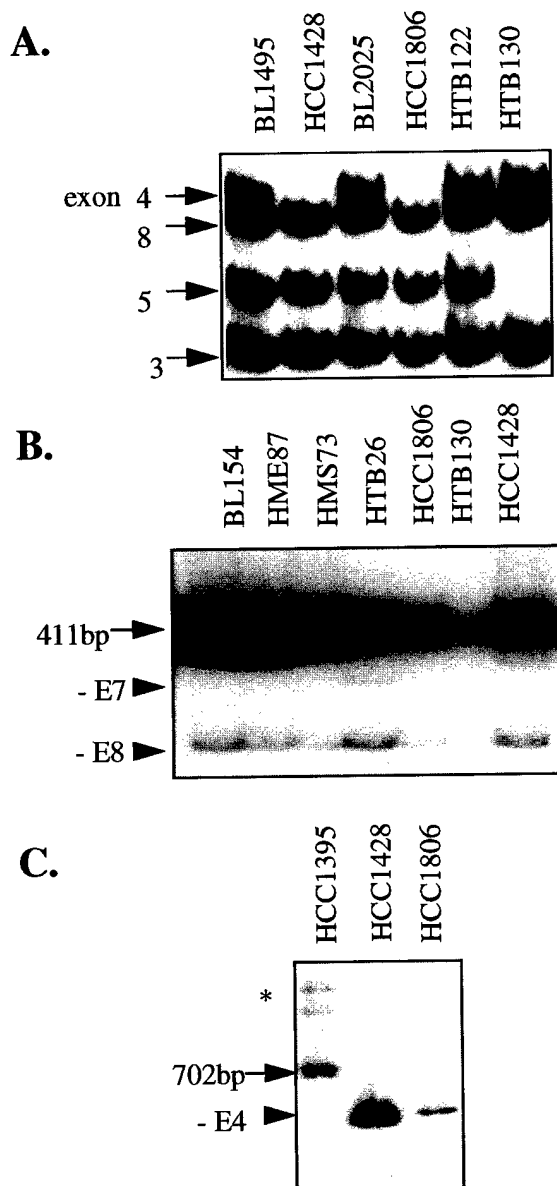 A.
BL1495
HCC1428
BL2025
HCC1806
HTB122
HTB130
exon 4
8
5
3
B.
BL154
HME87
HMS73
HTB26
HCC1806
HTB130
HCC1428
411bp
- E7
- E8
C.
HCC1395
HCC1428
HCC1806
*
702bp
- E4